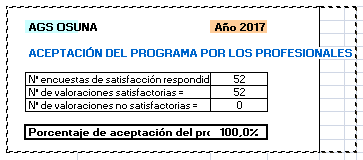 AGS OSUNA Año 2017
ACEPTACIÓN DEL PROGRAMA POR LOS PROFESIONALES
Nº encuestas de satisfacción respondid 52
Nº de valoraciones satisfactorias = 52
Nº de valoraciones no satisfactorias = 0
Porcentaje de aceptación del pro 100,0%